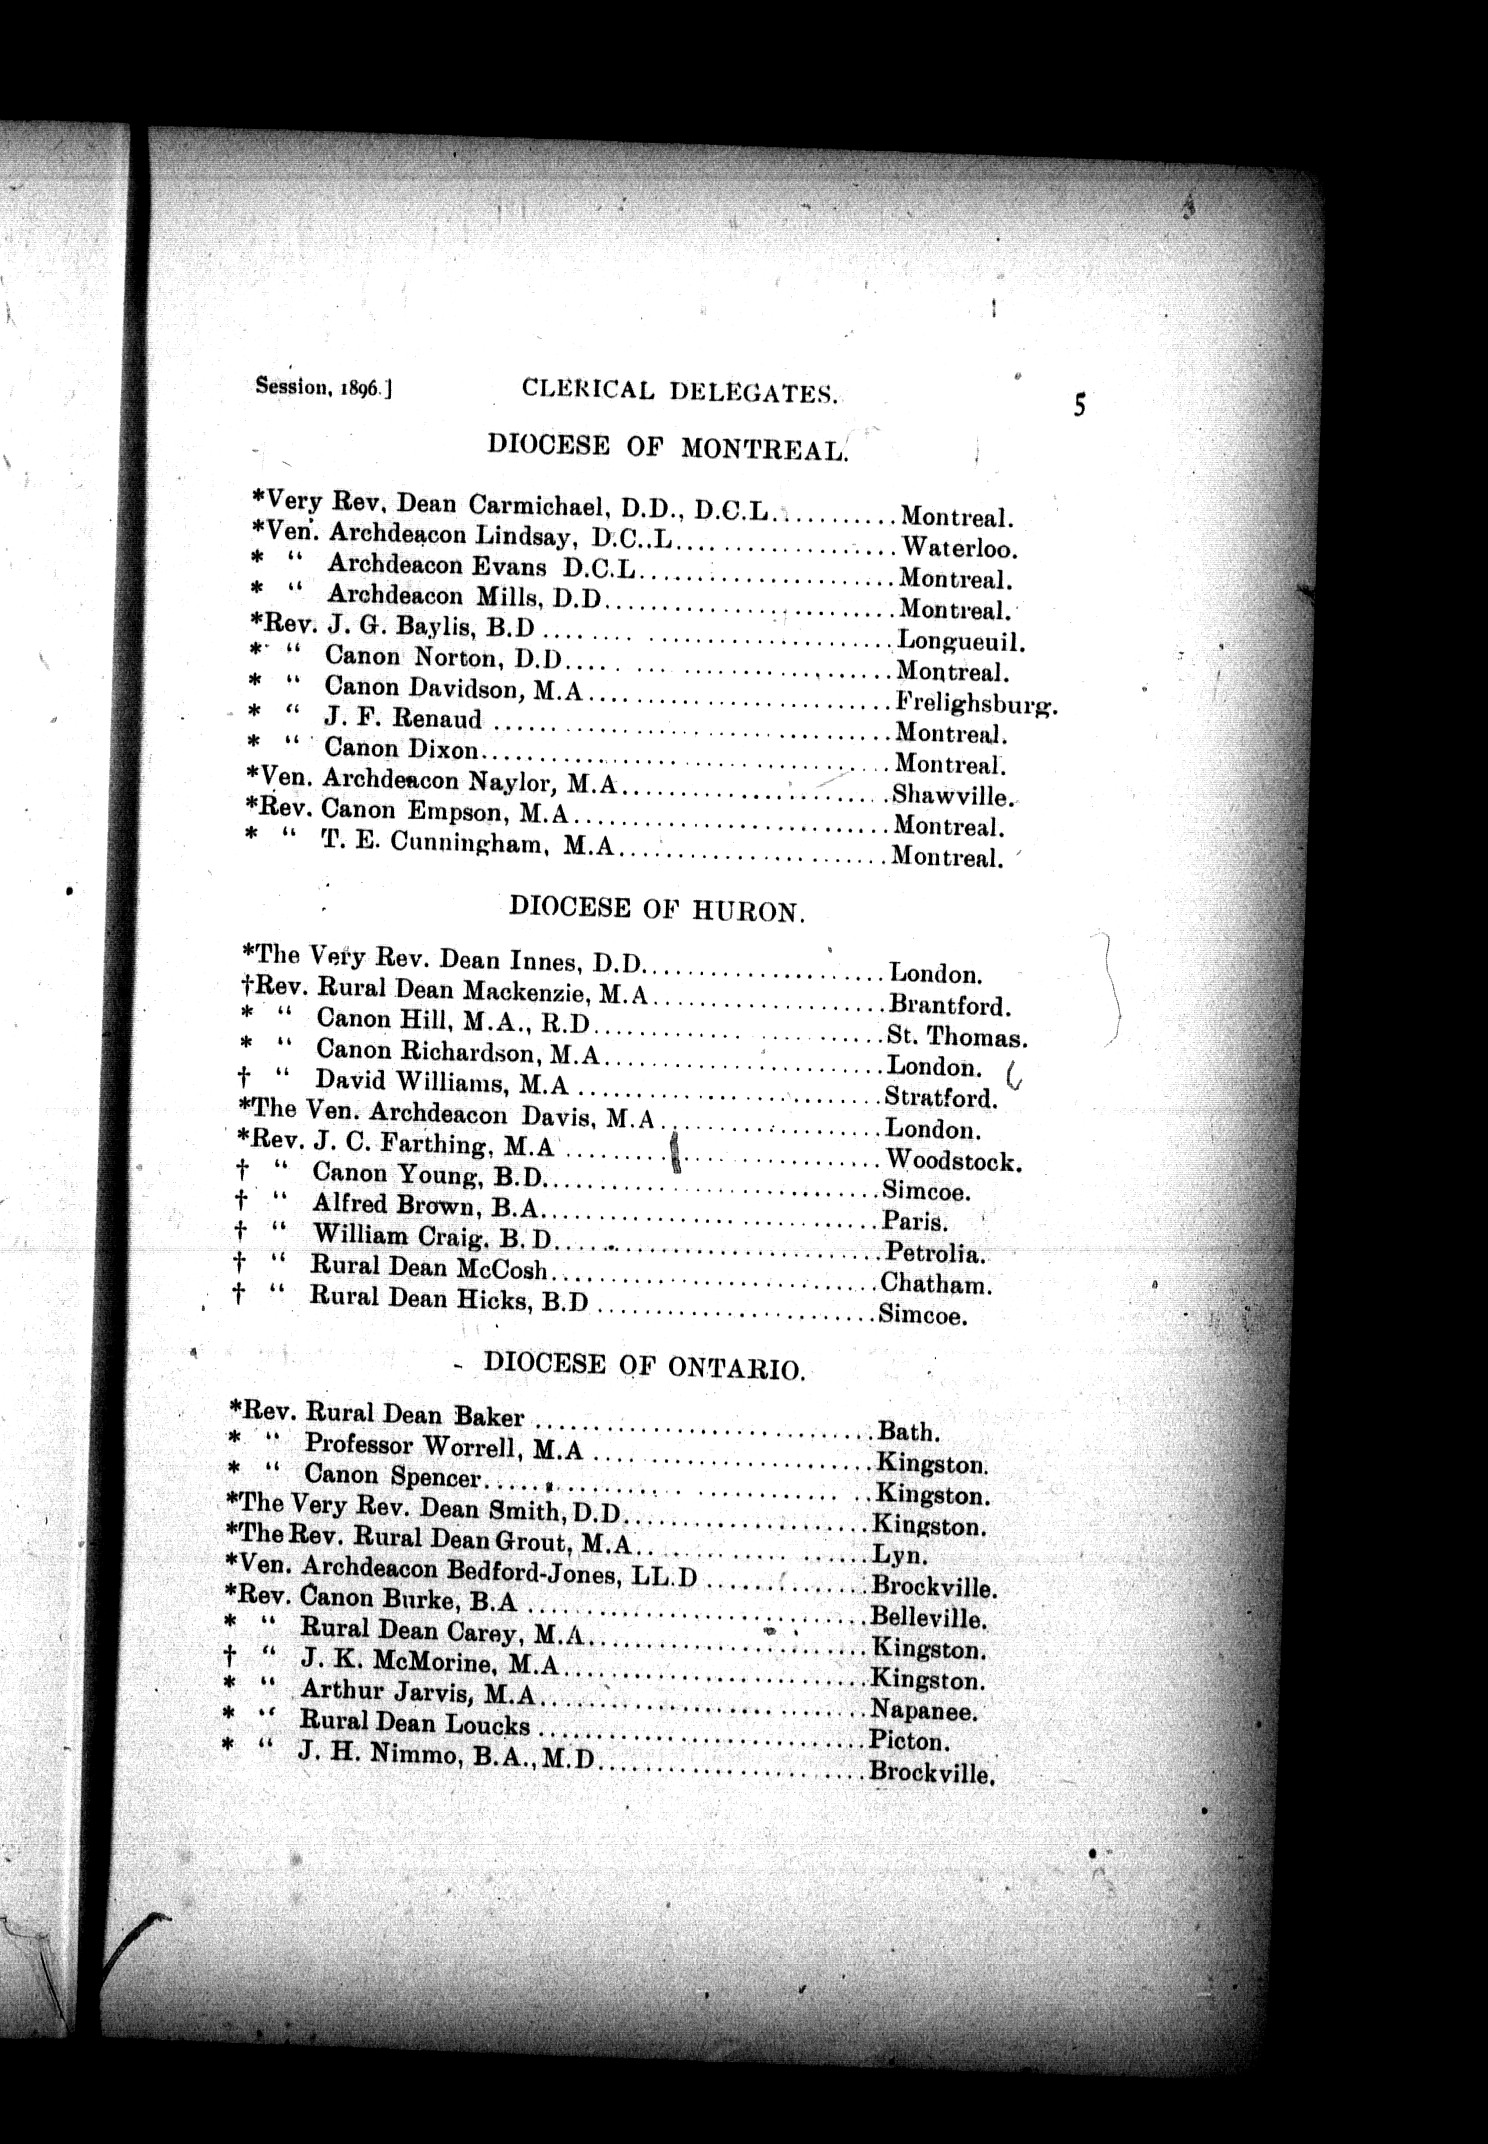 Session, 1896.] CLERICAL DELEGATES. 5
DIOCESE OF MONTREAL.
*Very Rev. Dean Carmichael, D.D., D.C.L........... Montreal.
*Ven. Archdeacon Lindsay, D.C..L................... Waterloo.
* “ Archdeacon Evans D.C.L...................... Montreal.
* “ Archdeacon Mills, D.D......................... Montreal.
*Rev. J. G. Baylis, B.D .............................. Longueuil.
* “ Canon Norton, D.D............................ Montreal.
* “ Canon Davidson, M.A.......................... Frelighsburg.
* “ J. F. Renaud .................................. Montreal.
* “ Canon Dixon................................... Montreal.
*Ven. Archdeacon Naylor, M.A....................... Shawville.
*Rev. Canon Empson, M.A........................... Montreal.
* “ T. E. Cunningham, M.A....................... Montreal.
DIOCESE OF HURON.
*The Very Rev. Dean Innes, D.D..................... London.
†Rev. Rural Dean Mackenzie, M.A.................... Brantford.
* “ Canon Hill, M.A., R.D......................... St. Thomas.
* “ Canon Richardson, M.A........................ London.
† “ David Williams, M.A .......................... Stratford.
*The Ven. Archdeacon Davis, M.A................... London.
*Rev. J. C. Farthing, M.A ........................... Woodstock.
† “ Canon Young, B.D............................. Simcoe.
† “ Alfred Brown, B.A............................. Paris.
† “ William Craig. B. D............................ Petrolia.
† “ Rural Dean McCosh............................ Chatham.
† “ Rural Dean Hicks, B.D ........................ Simcoe.
DIOCESE OF ONTARIO.
*Rev. Rural Dean Baker ............................. Bath.
* “ Professor Worrell, M.A ........................ Kingston.
* “ Canon Spencer................................. Kingston.
*The Very Rev. Dean Smith, D.D..................... Kingston.
*The Rev. Rural Dean Grout, M.A.................... Lyn.
*Ven. Archdeacon Bedford-Jones, LL.D .............. Brockville.
*Rev. Canon Burke, B.A ............................. Belleville.
* “ Rural Dean Carey, M.A........................ Kingston.
† “ J. K. McMorine, M.A.......................... Kingston.
* “ Arthur Jarvis, M.A............................ Napanee.
* “ Rural Dean Loucks ............................ Picton.
* “ J. H. Nimmo, B.A., M.D....................... Brockville.